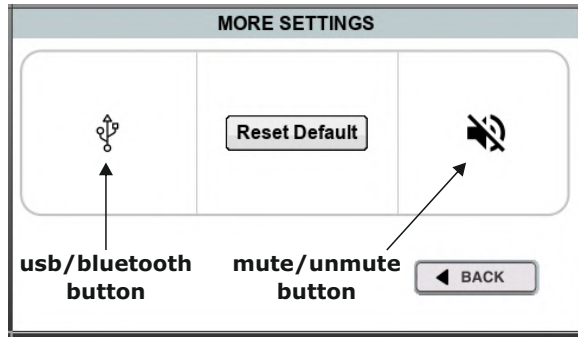 MORE SETTINGS
Reset Default
usb/bluetooth
button
mute/unmute
button
BACK